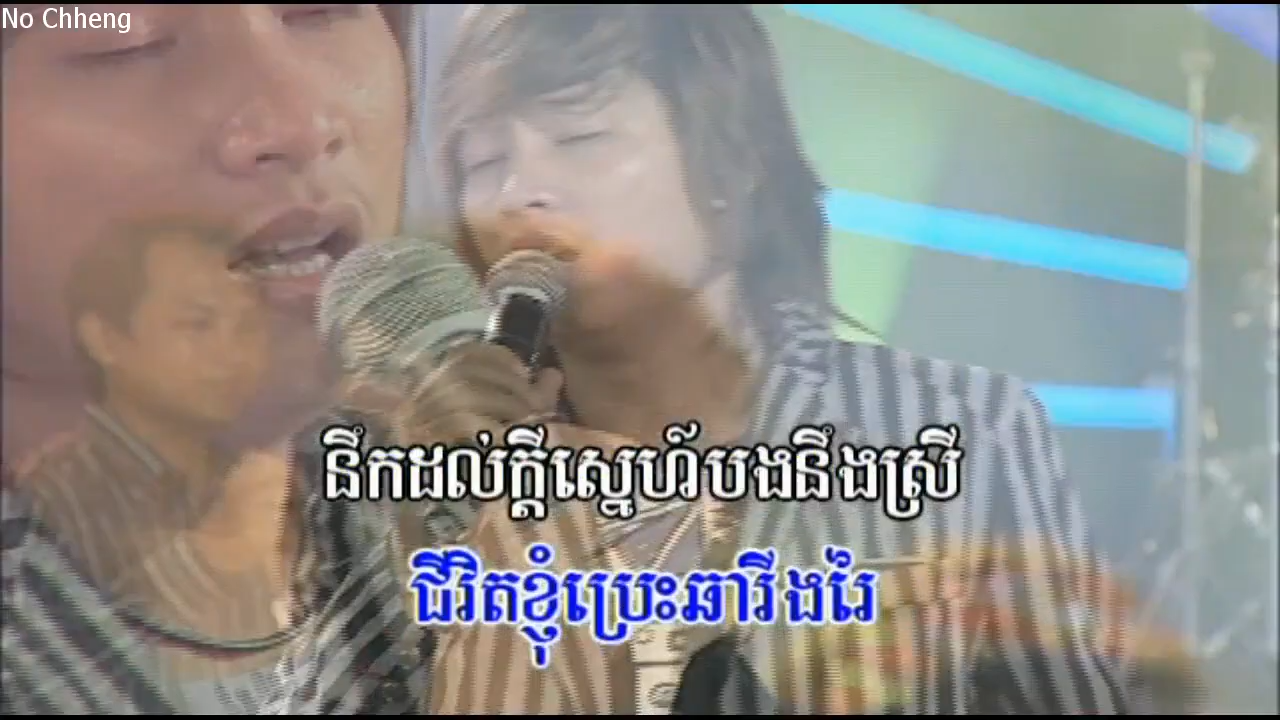 No Chheng
នឹកដល់ក្តីស្នេហ៍បងនឹងស្រី
ជីវិតខ្ញុំប្រេះឆារីងរៃ